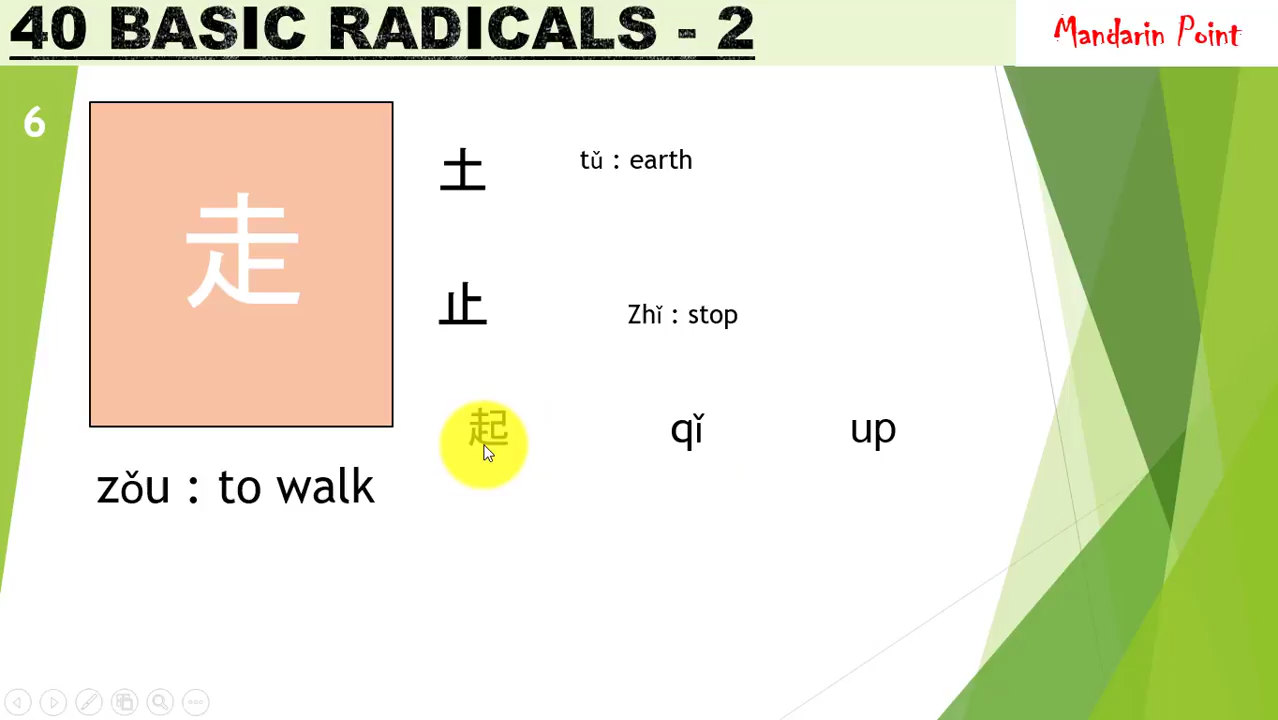 40 BASIC RADICALS - 2
Mandarin Point
6
走
zǒu : to walk
土 tǔ : earth
止 Zhǐ : stop
起 qǐ up